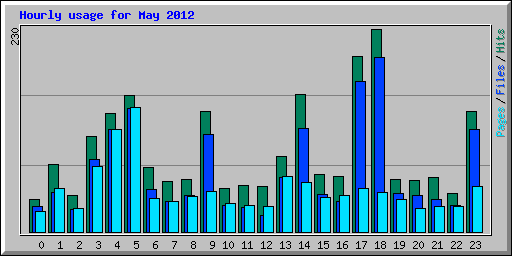 Hourly usage for May 2012
230
Pages / Files / Hits
0 1 2 3 4 5 6 7 8 9 10 11 12 13 14 15 16 17 18 19 20 21 22 23